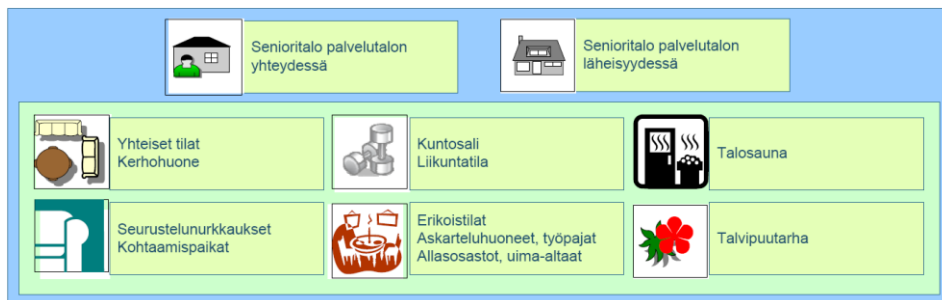 Senioritalo palvelutalon
yhteydessä
Senioritalo palvelutalon
läheisyydessä
Yhteiset tilat
Kerhohuone
Kuntosali
Liikuntatila
Talosauna
Seurustelunurkkaukset
Kohtaamispaikat
Erikoistilat
Askarteluhuoneet, työpajat
Allasosastot, uima-altaat
Talvipuutarha